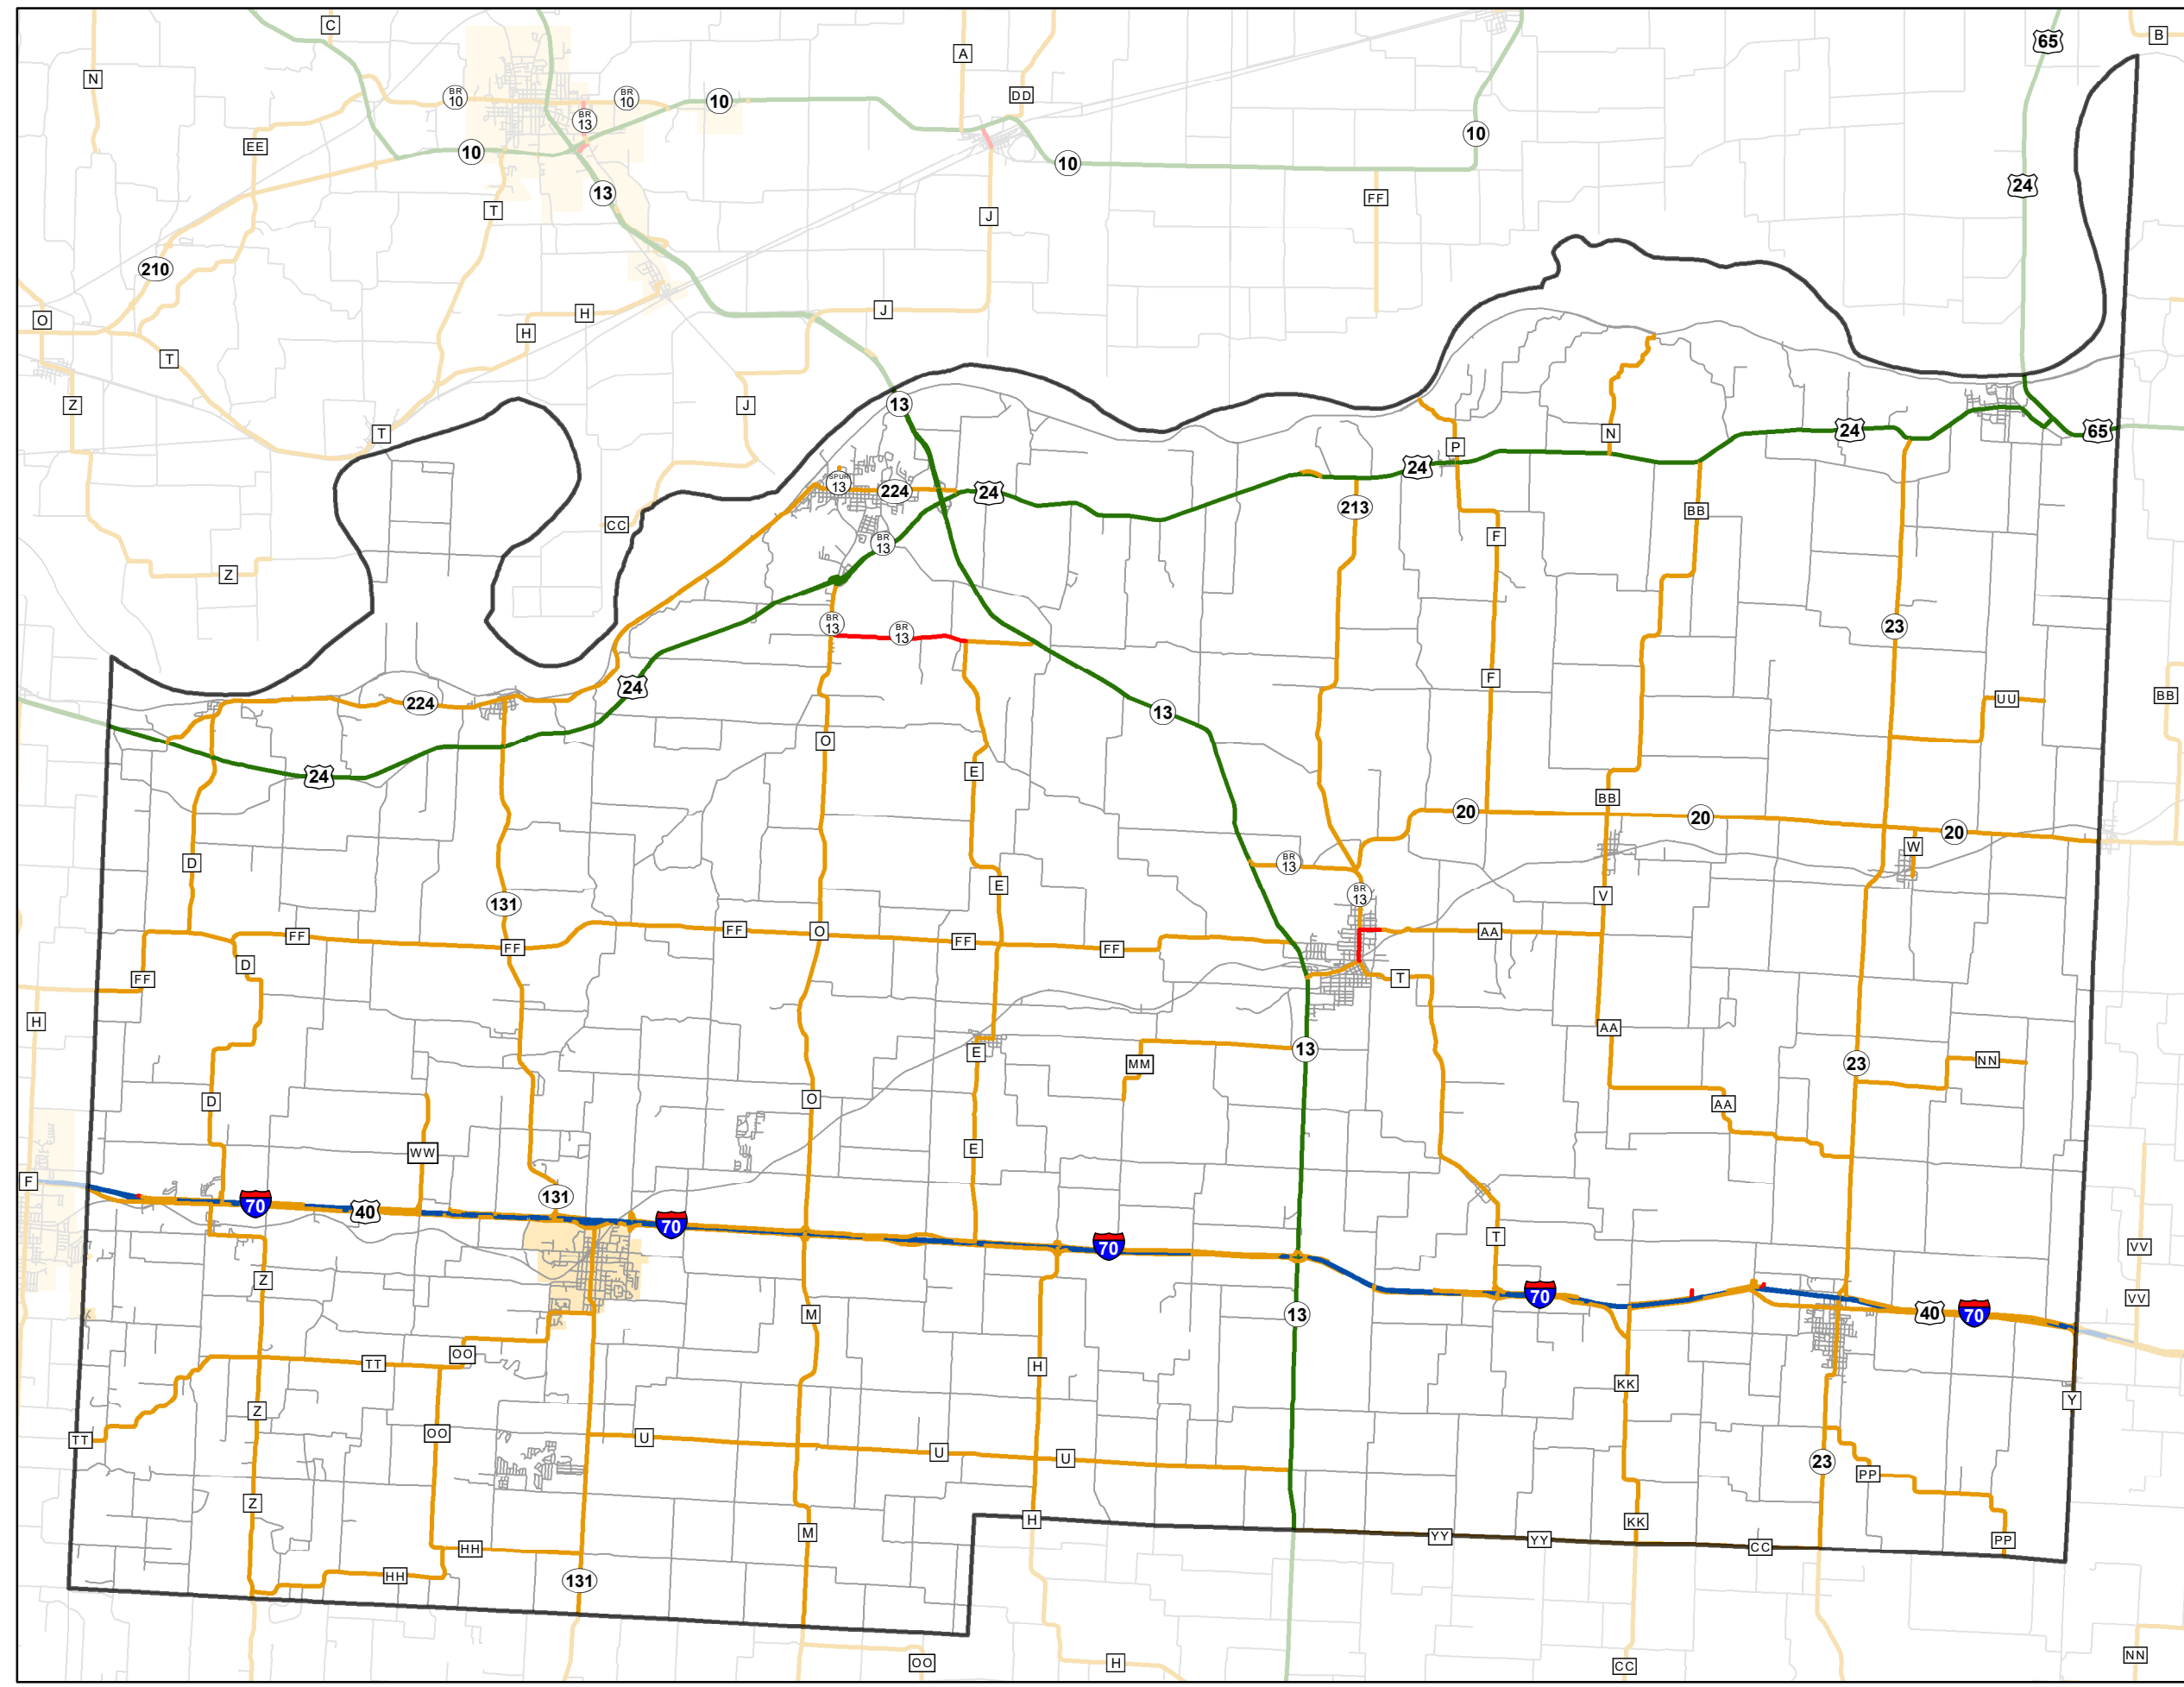 C
65
B
A
N
BR
10
BR
10
10
DD
BR
13
10
EE
10
10
13
24
FF
T
J
210
J
H
O
H
T
Z
J
13
T
24
65
N
P
24
SPUR
13
224
24
213
BB
CC
F
BR
13
Z
BR
13
BR
13
23
F
24
BB
UU
224
13
O
E
24
BB
20
20
20
W
D
BR
13
E
BR
13
V
131
O
AA
FF
FF
FF
FF
FF
D
FF
T
H
AA
13
E
MM
NN
23
O
D
AA
E
WW
F
131
70
40
70
T
70
VV
Z
70
VV
40
70
M
13
OO
TT
H
KK
Y
Z
OO
TT
U
U
U
23
PP
Z
H
KK
M
YY
YY
PP
HH
CC
HH
131
NN
OO
H
CC